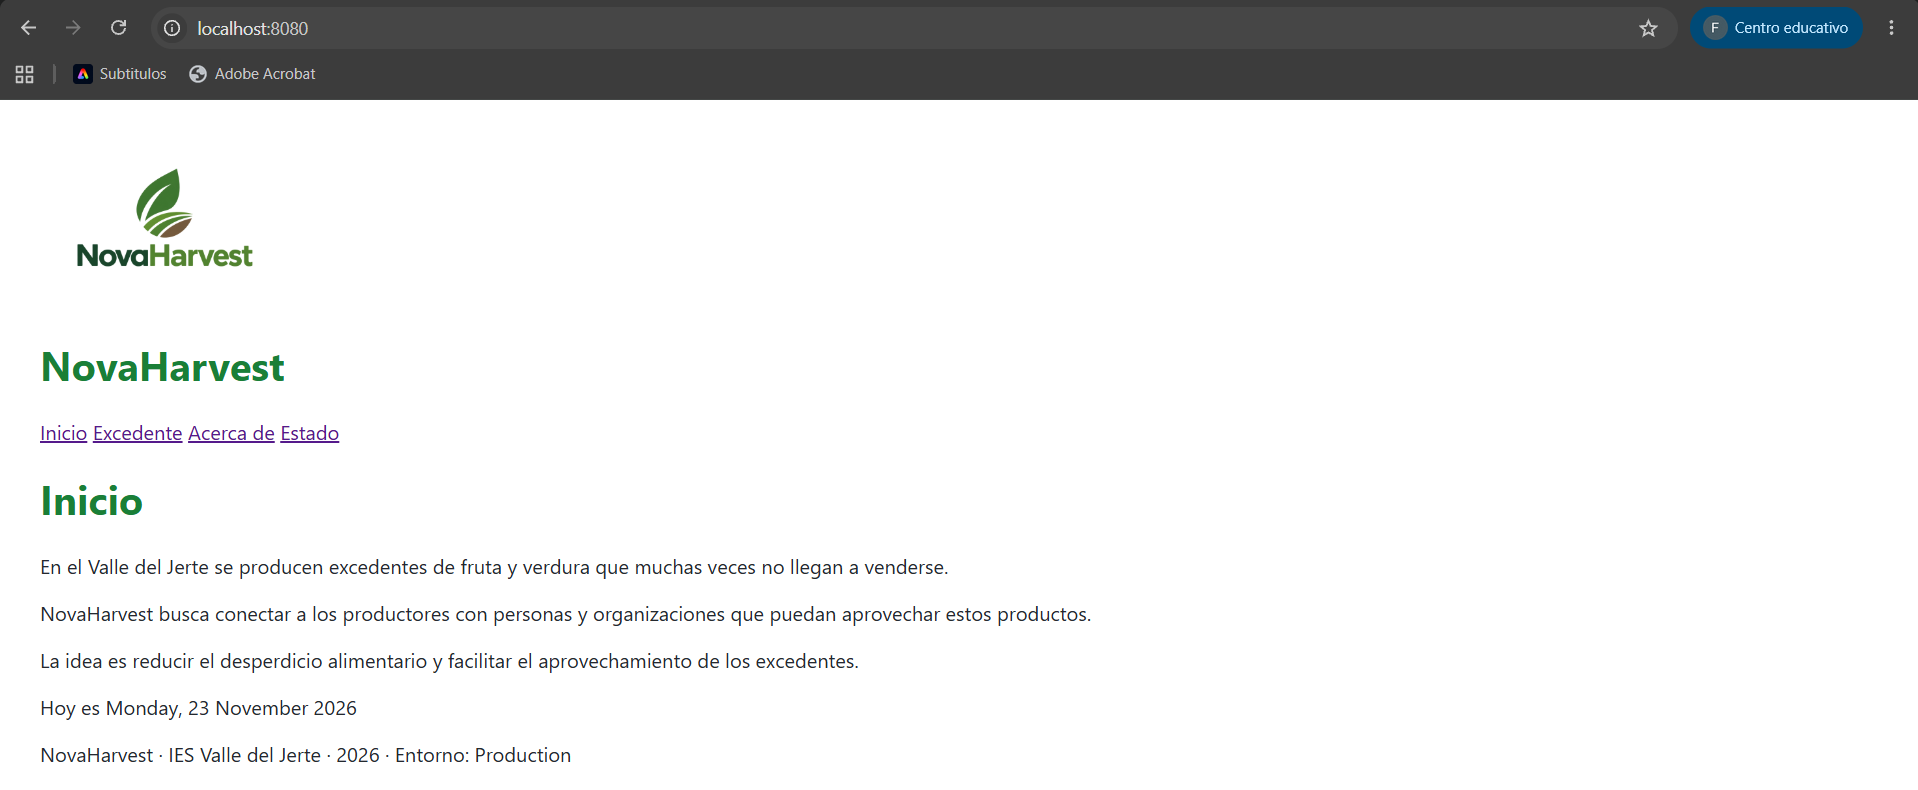 localhost:8080
F Centro educativo
Subtitulos Adobe Acrobat
NovaHarvest
NovaHarvest
Inicio Excedente Acerca de Estado
Inicio
En el Valle del Jerte se producen excedentes de fruta y verdura que muchas veces no llegan a venderse.
NovaHarvest busca conectar a los productores con personas y organizaciones que puedan aprovechar estos productos.
La idea es reducir el desperdicio alimentario y facilitar el aprovechamiento de los excedentes.
Hoy es Monday, 23 November 2026
NovaHarvest · IES Valle del Jerte · 2026 · Entorno: Production